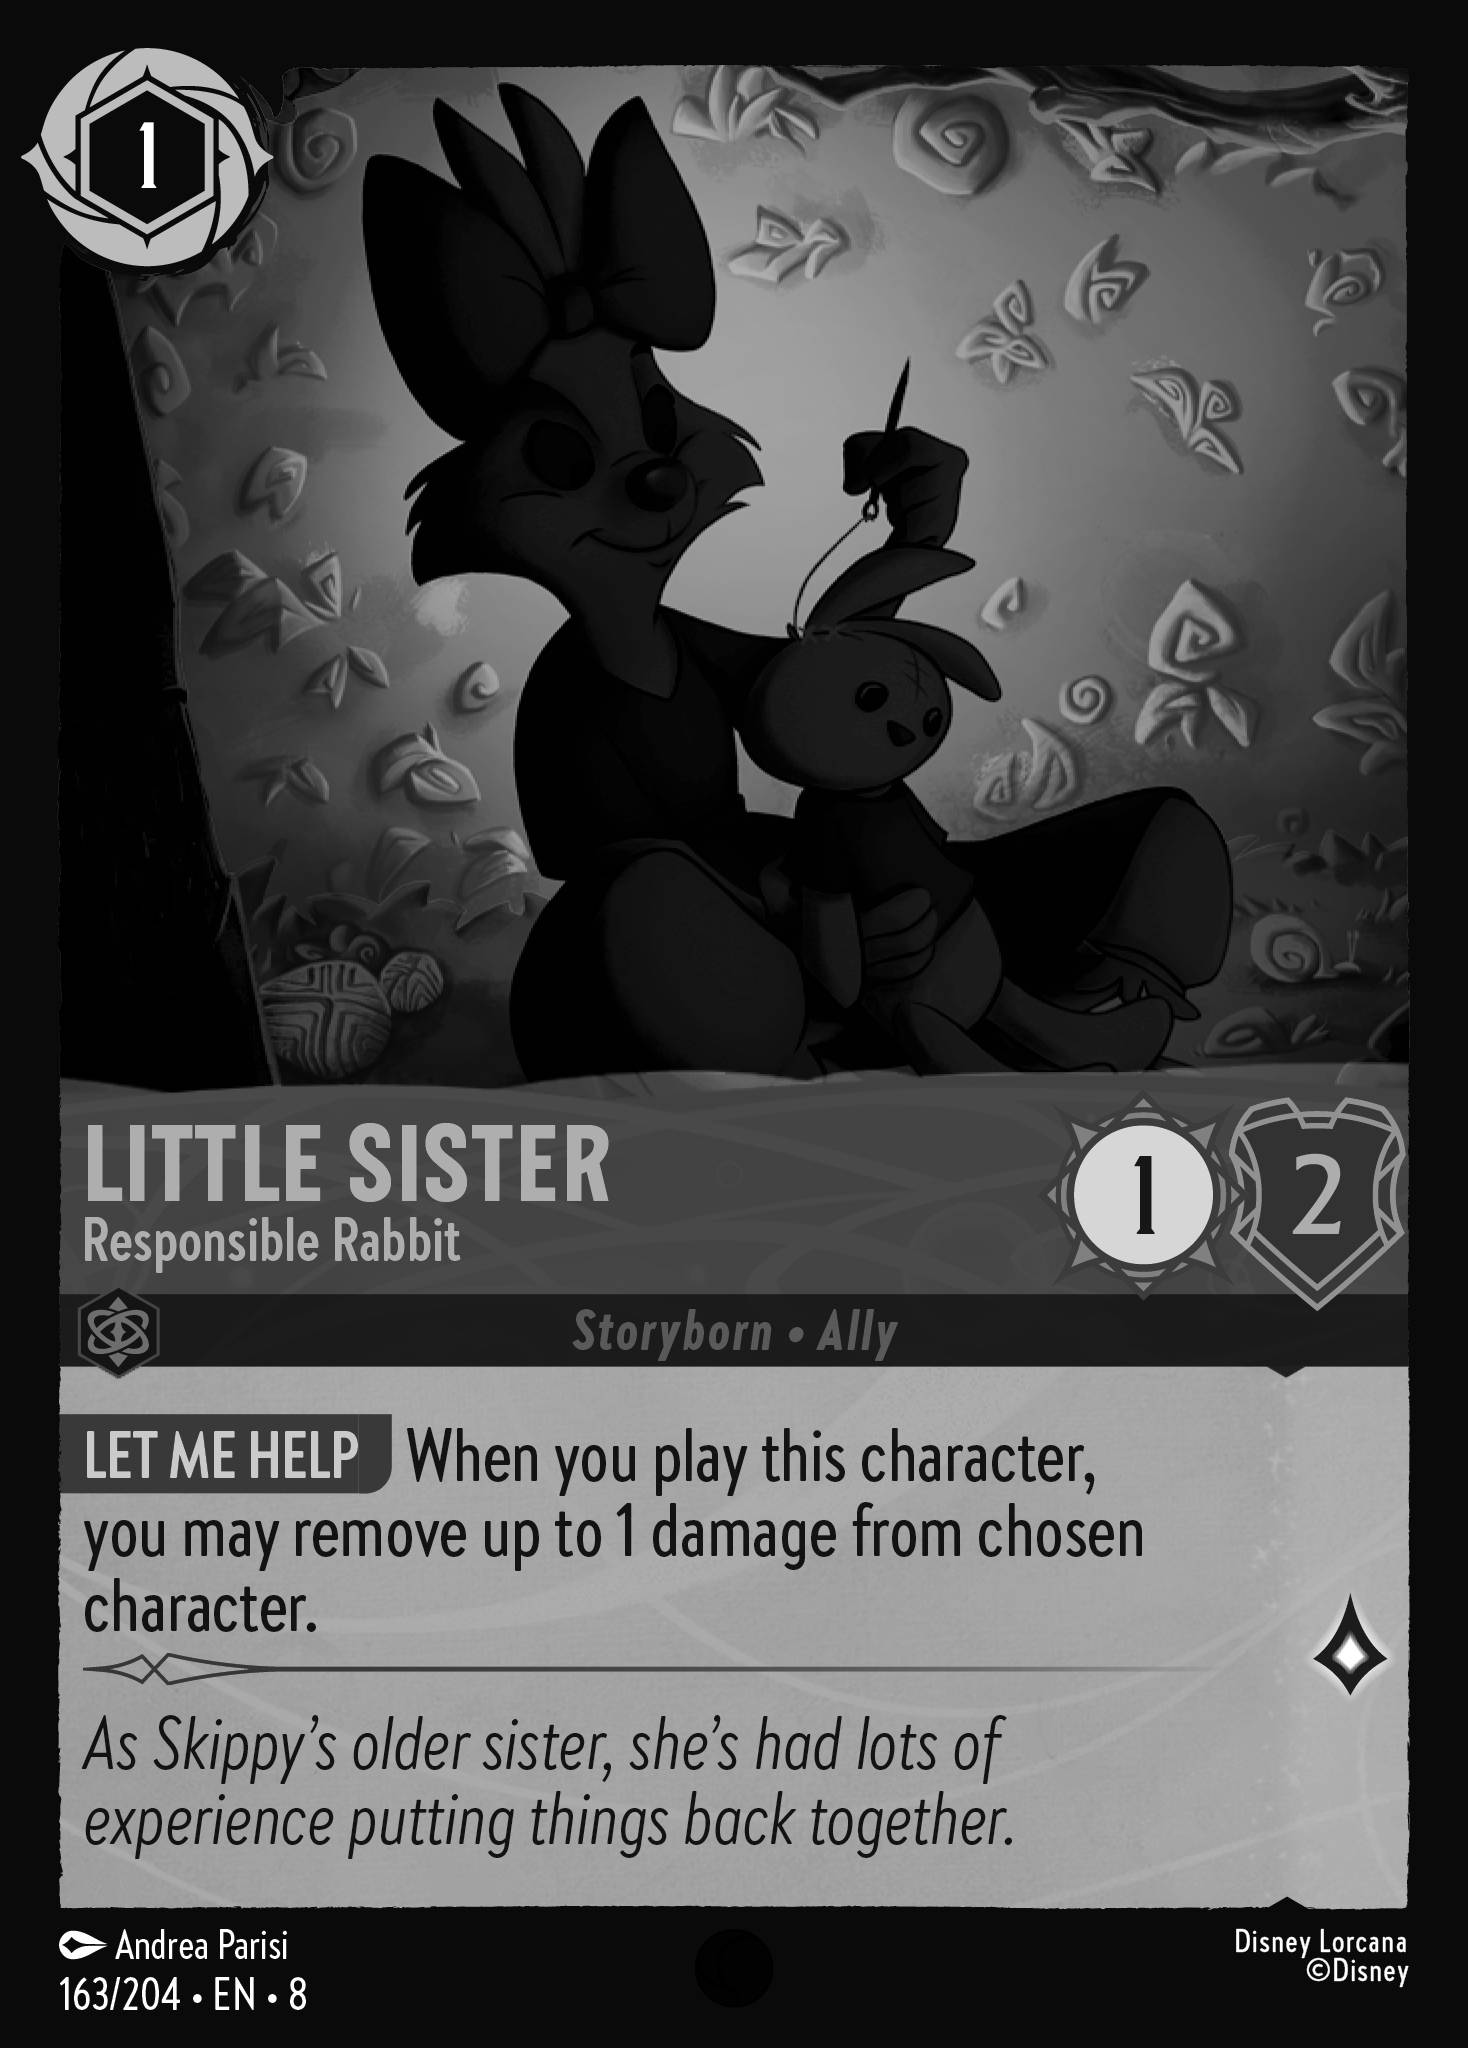 1
LITTLE SISTER
Responsible Rabbit
1
2
Storyborn • Ally
LET ME HELP When you play this character,
you may remove up to 1 damage from chosen
character.
As Skippy's older sister, she's had lots of
experience putting things back together.
Andrea Parisi
163/204 • EN • 8
Disney Lorcana
©Disney